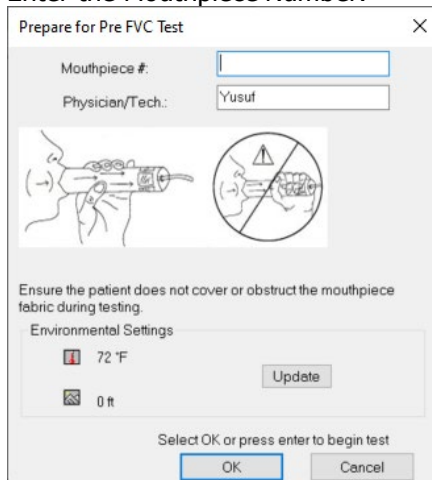 Enter the Mouthpiece Number.
Prepare for Pre FVC Test
Mouthpiece #:
Physician/Tech.: Yusuf
Ensure the patient does not cover or obstruct the mouthpiece
fabric during testing.
Environmental Settings
72 °F
Update
0 ft
Select OK or press enter to begin test
OK Cancel